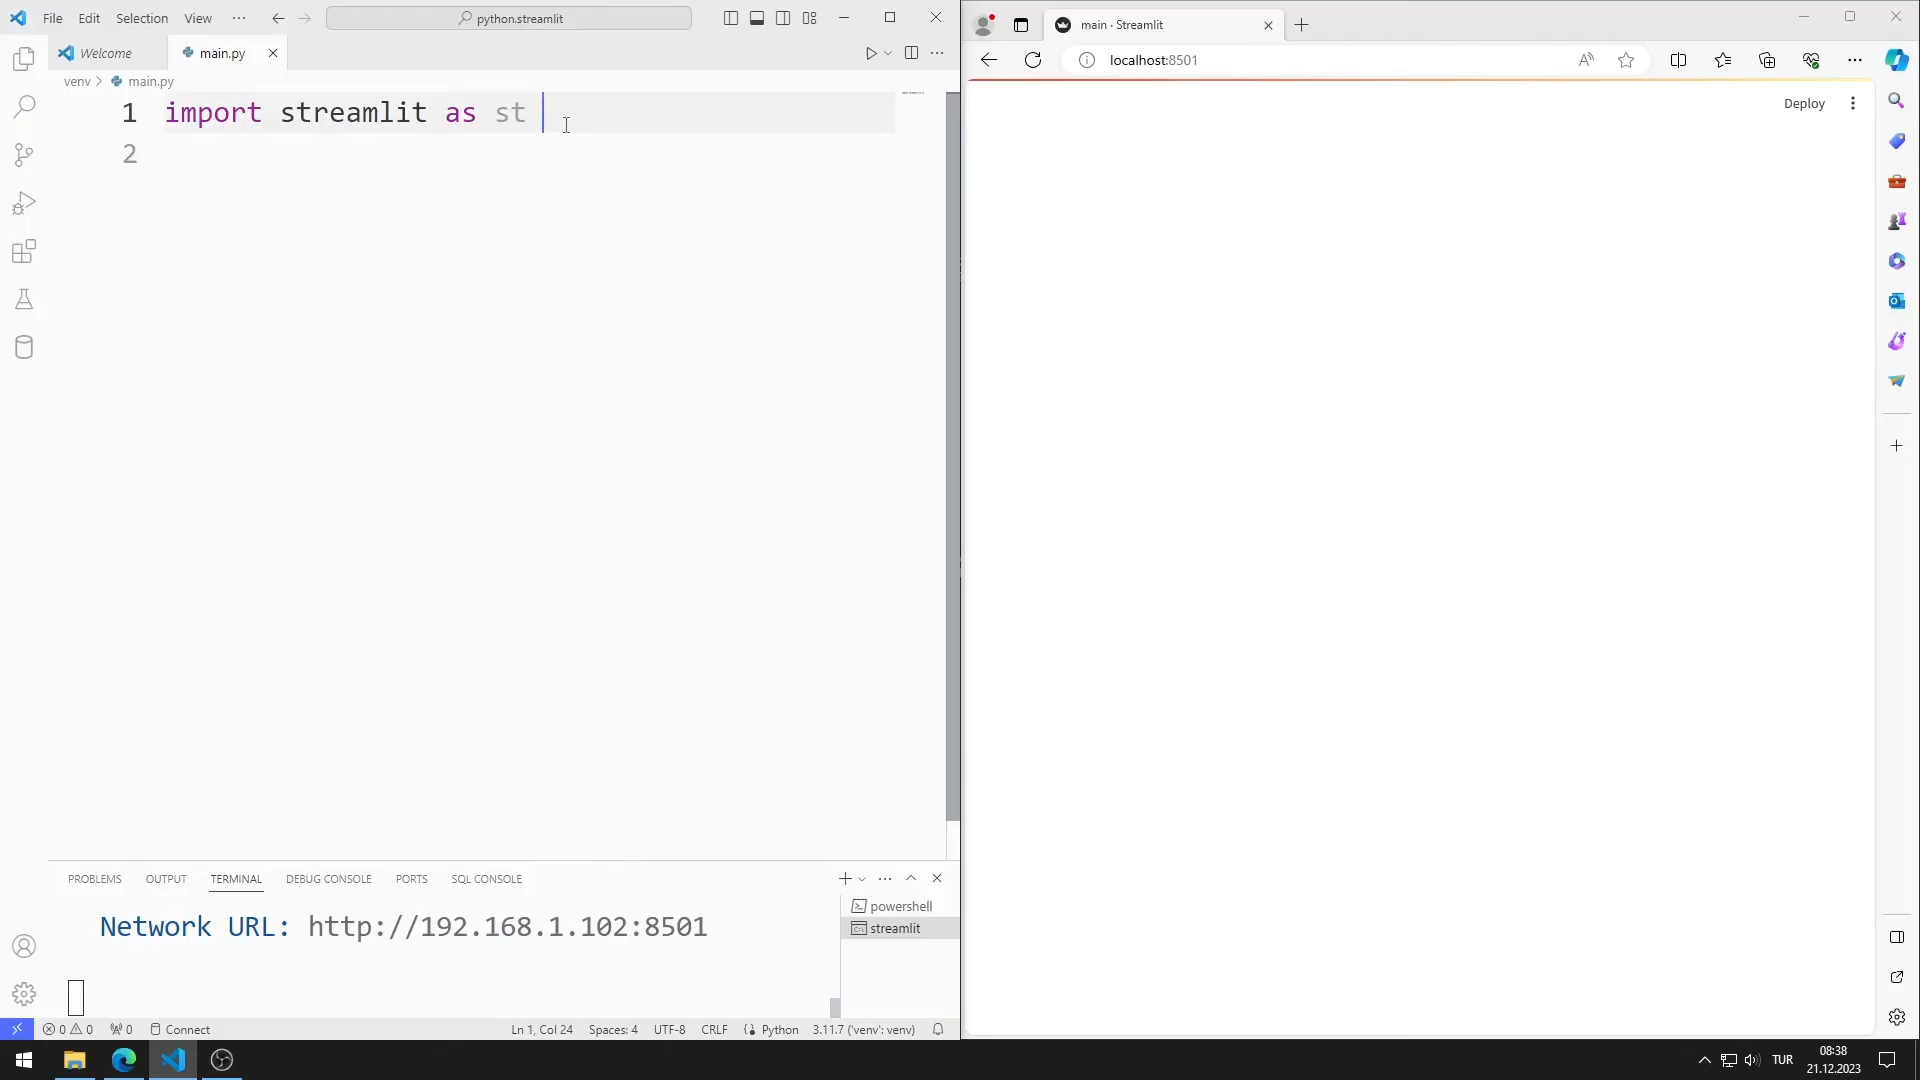 File Edit Selection View
python.streamlit
Welcome
main.py
venv > main.py
1 import streamlit as st
2
PROBLEMS OUTPUT TERMINAL DEBUG CONSOLE PORTS SQL CONSOLE
Network URL: http://192.168.1.102:8501
powershell
streamlit
0 0 0 Connect
Ln 1, Col 24 Spaces: 4 UTF-8 CRLF Python 3.11.7 ('venv': venv)
main · Streamlit
localhost:8501
Deploy
TUR
08:38
21.12.2023